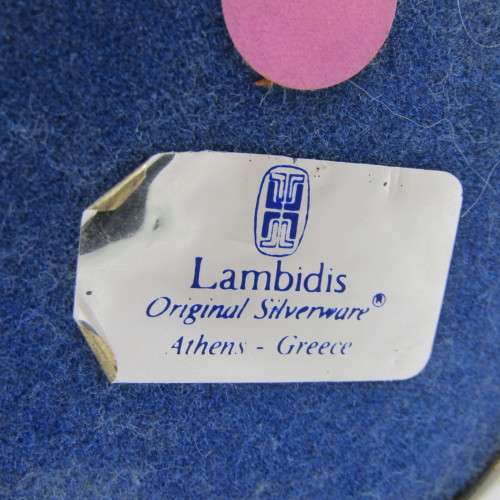 Lambidis
Original Silverware®
Athens - Greece